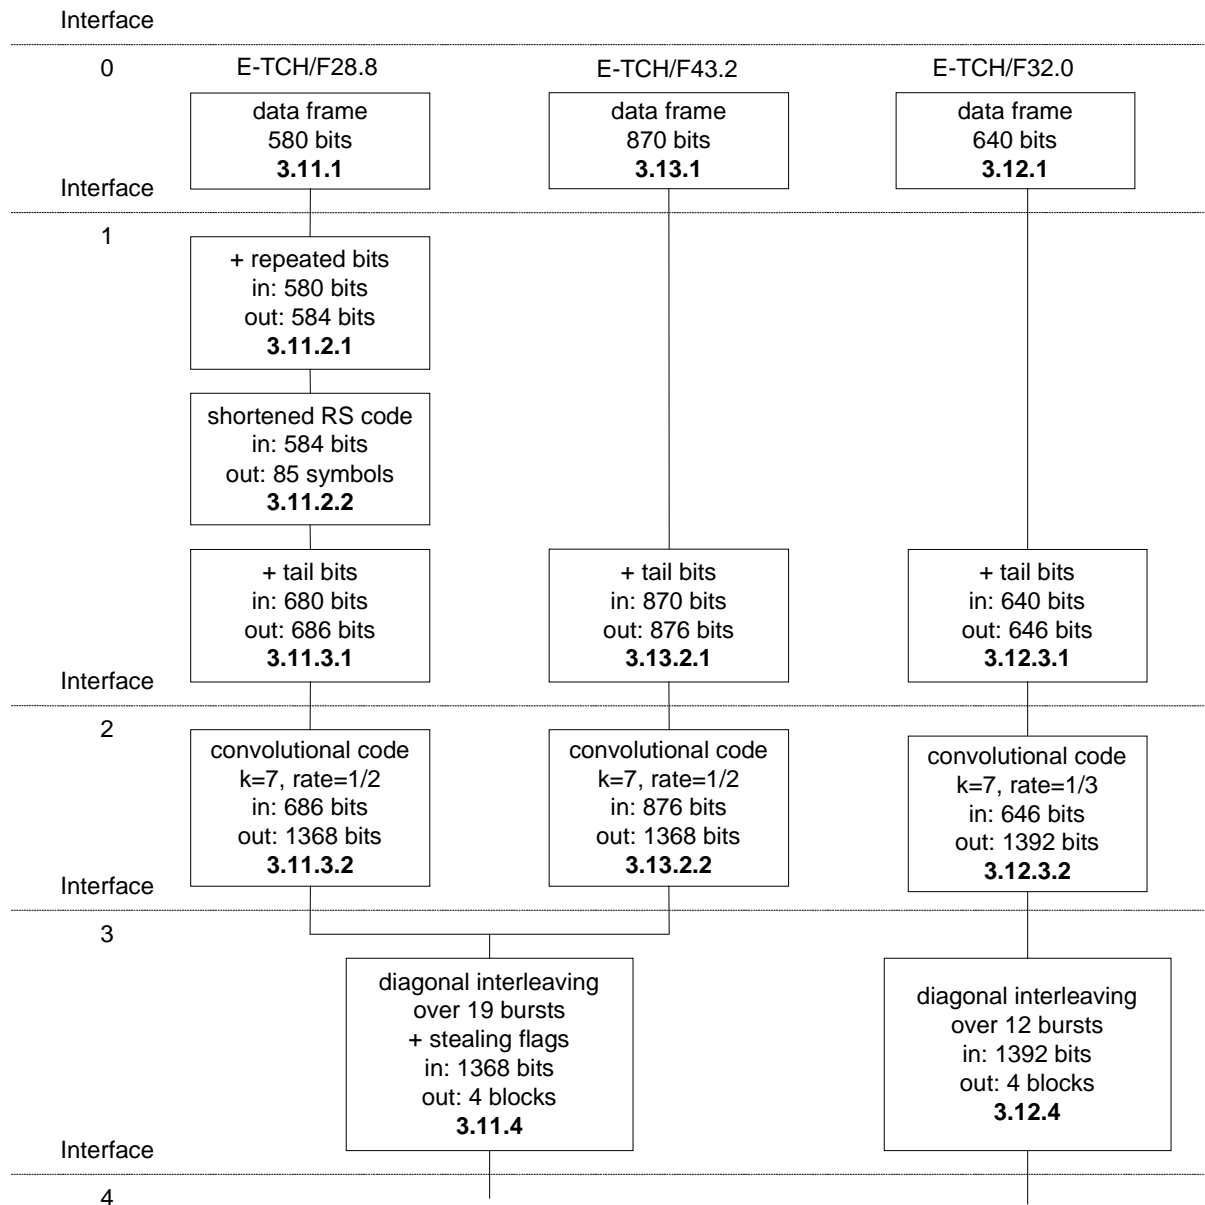 Interface
0
E-TCH/F28.8
E-TCH/F43.2
E-TCH/F32.0
data frame
580 bits
3.11.1
data frame
870 bits
3.13.1
data frame
640 bits
3.12.1
Interface
1
+ repeated bits
in: 580 bits
out: 584 bits
3.11.2.1
shortened RS code
in: 584 bits
out: 85 symbols
3.11.2.2
+ tail bits
in: 680 bits
out: 686 bits
3.11.3.1
+ tail bits
in: 870 bits
out: 876 bits
3.13.2.1
+ tail bits
in: 640 bits
out: 646 bits
3.12.3.1
Interface
2
convolutional code
k=7, rate=1/2
in: 686 bits
out: 1368 bits
3.11.3.2
convolutional code
k=7, rate=1/2
in: 876 bits
out: 1368 bits
3.13.2.2
convolutional code
k=7, rate=1/3
in: 646 bits
out: 1392 bits
3.12.3.2
Interface
3
diagonal interleaving
over 19 bursts
+ stealing flags
in: 1368 bits
out: 4 blocks
3.11.4
diagonal interleaving
over 12 bursts
in: 1392 bits
out: 4 blocks
3.12.4
Interface
4